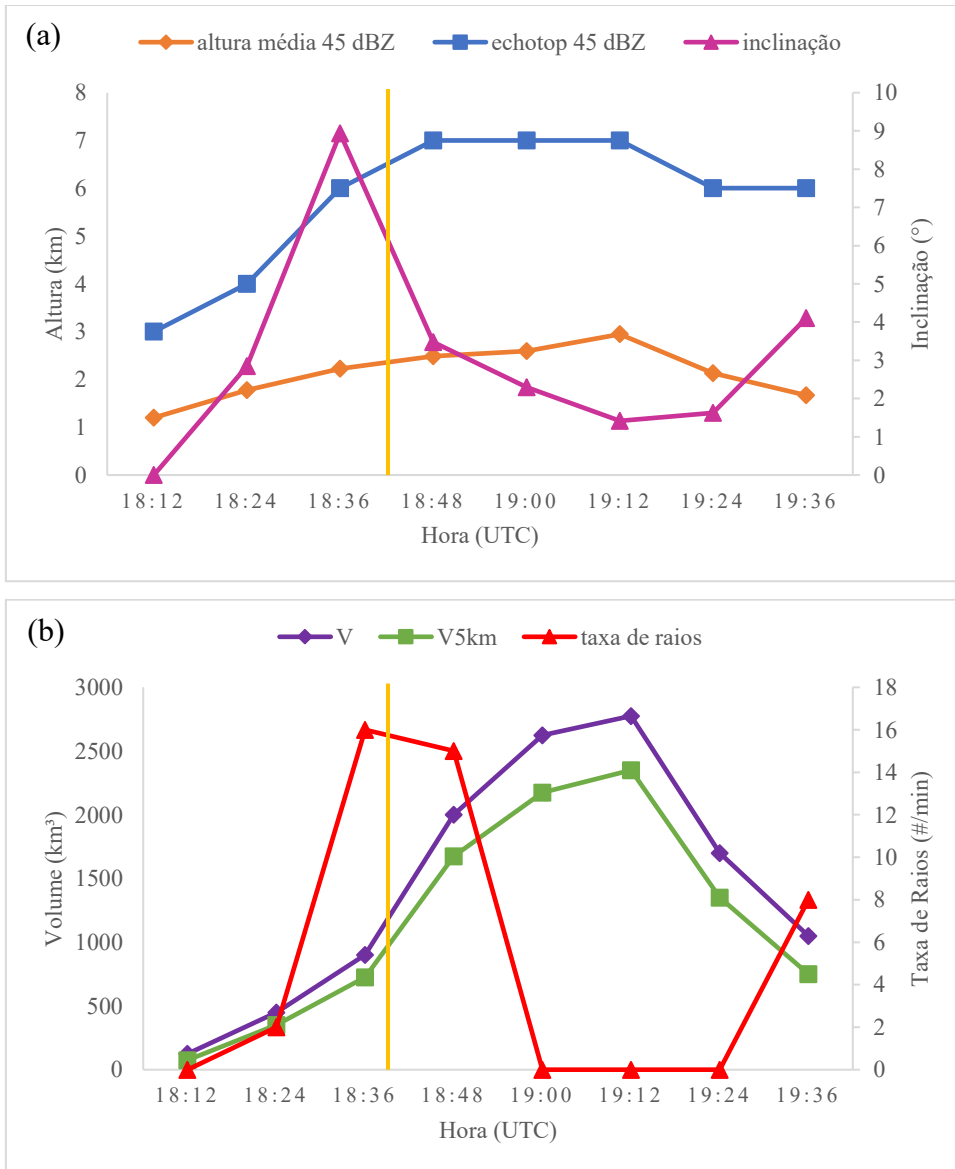 (a)
altura média 45 dBZ echotop 45 dBZ inclinação
8 10
7 9
6 8
5 7
4 6
3 5
2 4
1 3
0 2
1
0
Altura (km)
Inclinação (°)
18:12 18:24 18:36 18:48 19:00 19:12 19:24 19:36
Hora (UTC)
(b)
V V5km taxa de raios
3000 18
2500 16
2000 14
1500 12
1000 10
500 8
0 6
4
2
0
Volume (km³)
Taxa de Raios (#/min)
18:12 18:24 18:36 18:48 19:00 19:12 19:24 19:36
Hora (UTC)